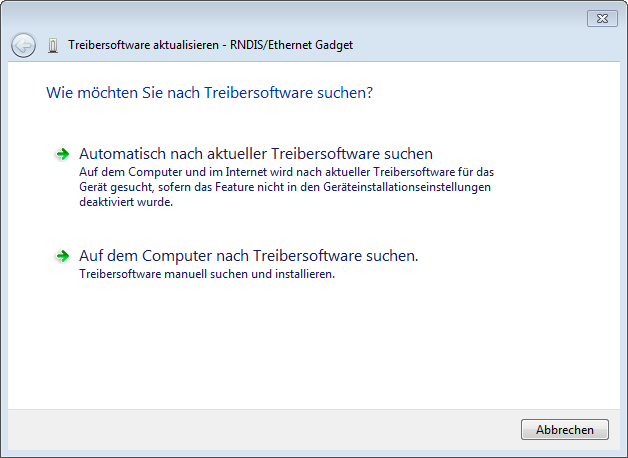 Treibersoftware aktualisieren - RNDIS/Ethernet Gadget
Wie möchten Sie nach Treibersoftware suchen?
Automatisch nach aktueller Treibersoftware suchen
Auf dem Computer und im Internet wird nach aktueller Treibersoftware für das
Gerät gesucht, sofern das Feature nicht in den Geräteinstallationseinstellungen
deaktiviert wurde.
Auf dem Computer nach Treibersoftware suchen.
Treibersoftware manuell suchen und installieren.
Abbrechen